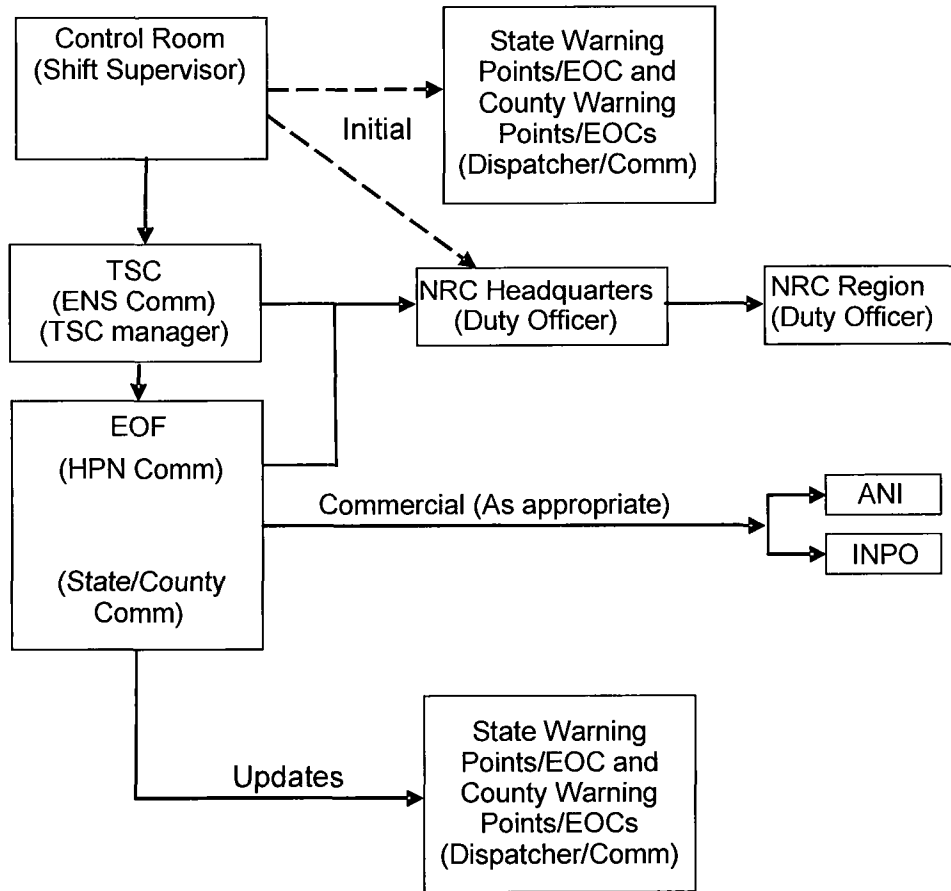 Control Room
(Shift Supervisor)
State Warning
Points/EOC and
County Warning
Points/EOCs
(Dispatcher/Comm)
Initial
TSC
(ENS Comm)
(TSC manager)
NRC Headquarters
(Duty Officer)
NRC Region
(Duty Officer)
EOF
(HPN Comm)
(State/County
Comm)
Commercial (As appropriate)
ANI
INPO
Updates
State Warning
Points/EOC and
County Warning
Points/EOCs
(Dispatcher/Comm)